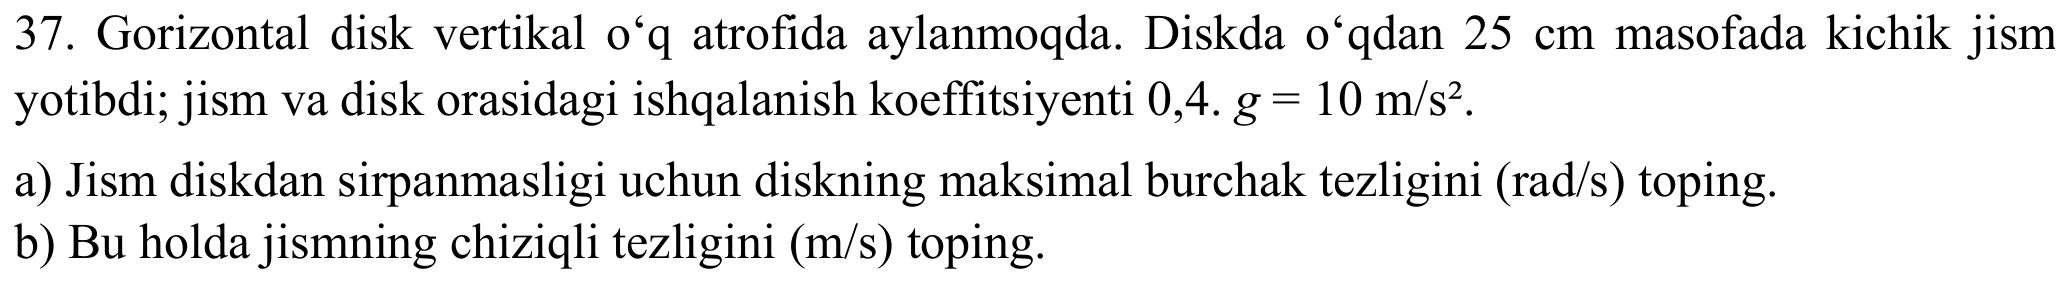 37. Gorizontal disk vertikal o‘q atrofida aylanmoqda. Diskda o‘qdan 25 cm masofada kichik jism
yotibdi; jism va disk orasidagi ishqalanish koeffitsiyenti 0,4. g = 10 m/s².
a) Jism diskdan sirpanmasligi uchun diskning maksimal burchak tezligini (rad/s) toping.
b) Bu holda jismning chiziqli tezligini (m/s) toping.